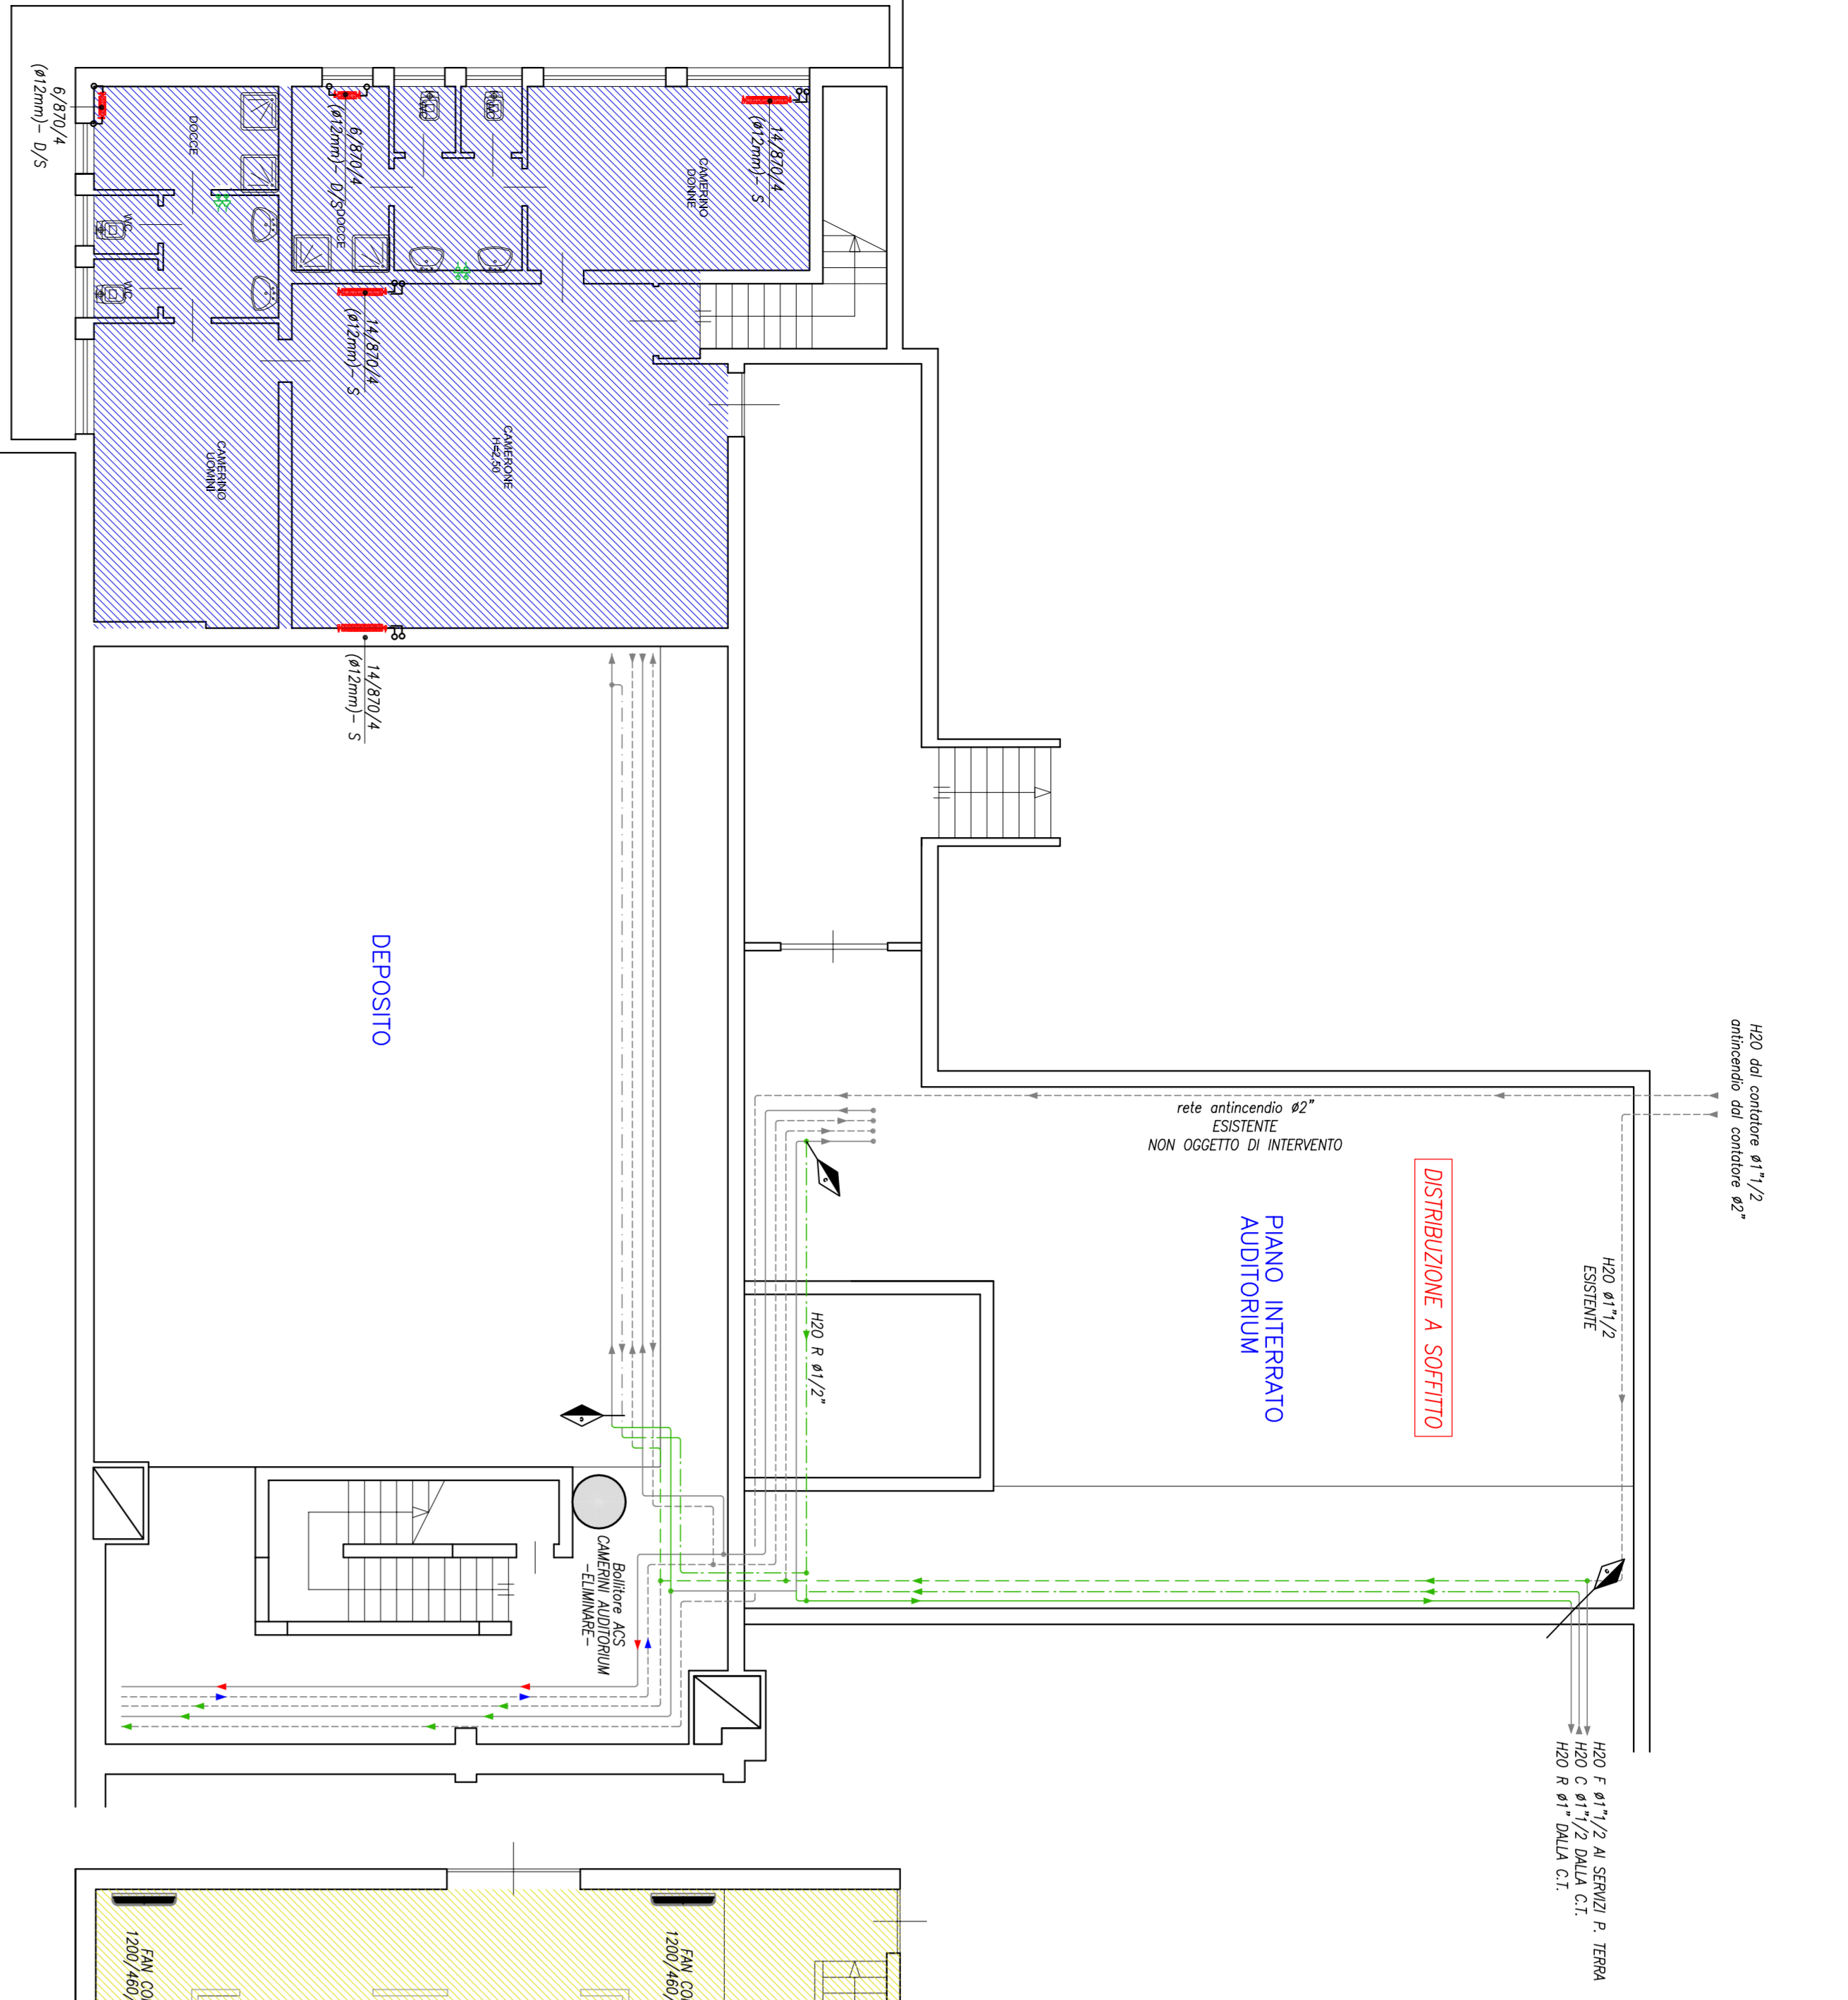 6/870/4
(ø12mm)- D/S
DOCCE
WC
WC
CAMERINO
UOMINI
6/870/4
(ø12mm)- D/S
DOCCE
WC
WC
14/870/4
(ø12mm)- S
CAMERINO
DONNE
14/870/4
(ø12mm)- S
CAMERONE
H=2,50
14/870/4
(ø12mm)- S
DEPOSITO
H2O dal contatore ø1"1/2
antincendio dal contatore ø2"
rete antincendio ø2"
ESISTENTE
NON OGGETTO DI INTERVENTO
DISTRIBUZIONE A SOFFITTO
PIANO INTERRATO
AUDITORIUM
H2O ø1"1/2
ESISTENTE
H2O R ø1/2"
Bollitore ACS
CAMERINI AUDITORIUM
-ELIMINARE-
H2O F ø1"1/2 AI SERVIZI P. TERRA
H2O C ø1"1/2 DALLA C.T.
H2O R ø1" DALLA C.T.
FAN CO
1200/460/
FAN CO
1200/460/